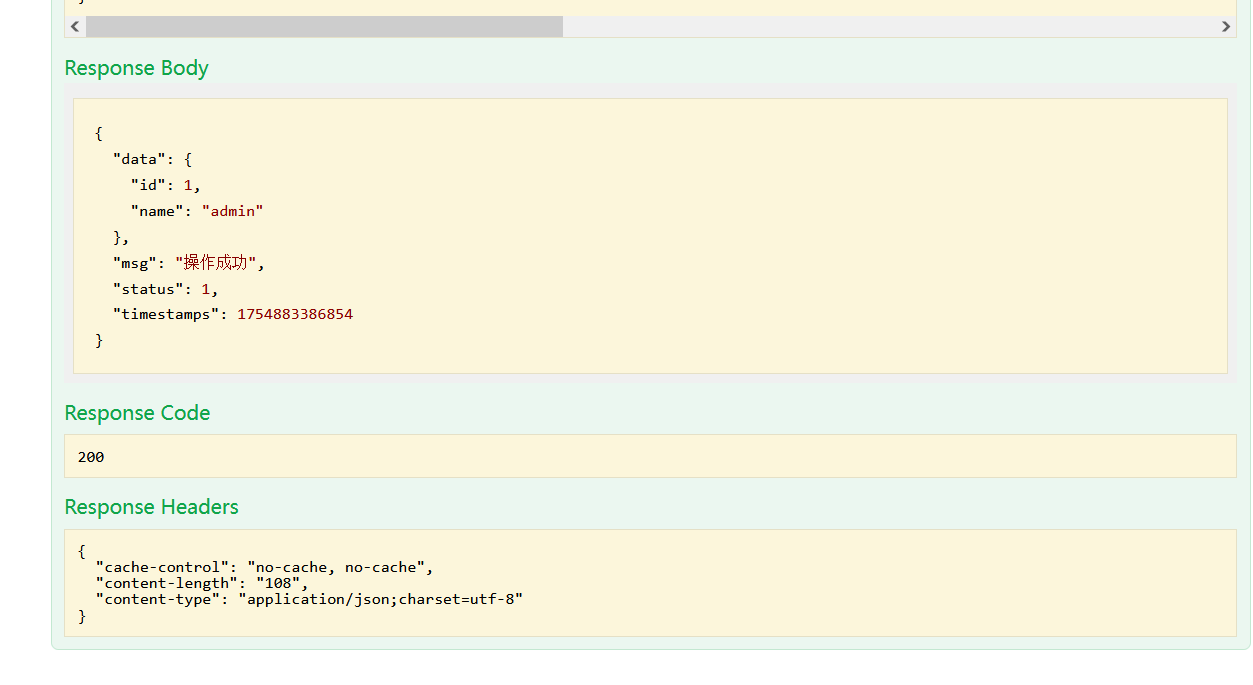 }
Response Body
{
  "data": {
    "id": 1,
    "name": "admin"
  },
  "msg": "操作成功",
  "status": 1,
  "timestamps": 1754883386854
}
Response Code
200
Response Headers
{
  "cache-control": "no-cache, no-cache",
  "content-length": "108",
  "content-type": "application/json;charset=utf-8"
}